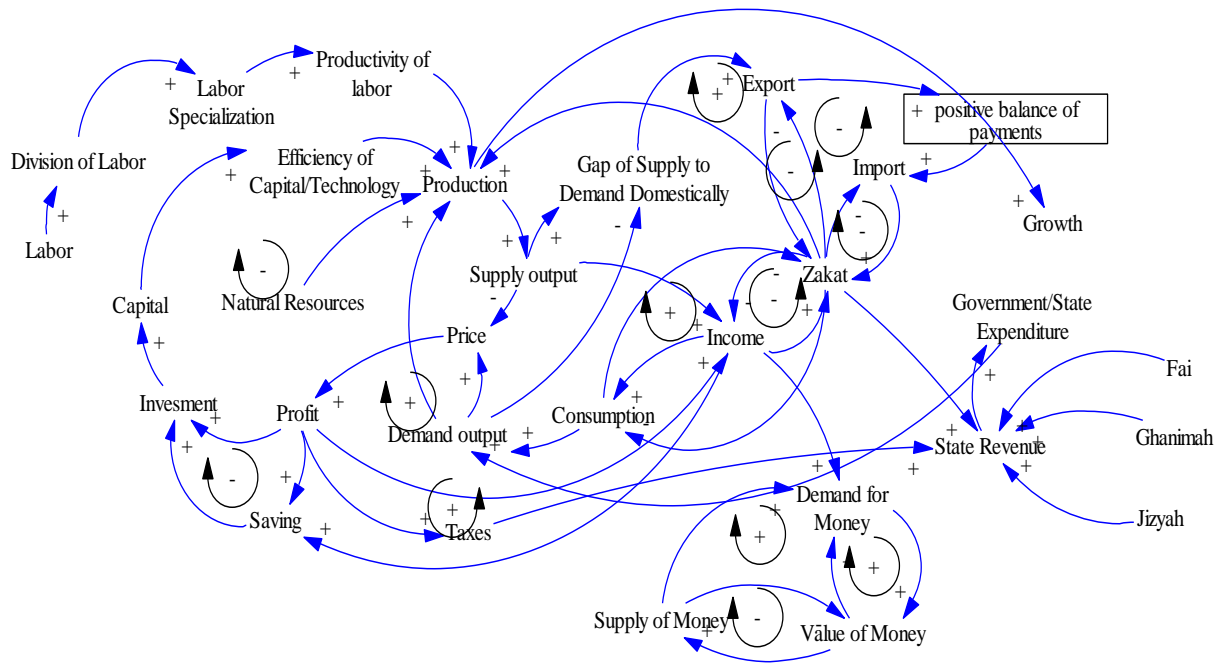 Productivity of
labor
Labor
Specialization
Export
+ positive balance of
payments
Division of Labor
Efficiency of
Capital/Technology
Production
Gap of Supply to
Demand Domestically
Import
Growth
Labor
Supply output
Zakat
Natural Resources
Capital
Government/State
Expenditure
Price
Income
Fai
Invesment
Profit
Demand output
Consumption
State Revenue
Ghanimah
Demand for
Money
Saving
Taxes
Jizyah
Supply of Money
Value of Money